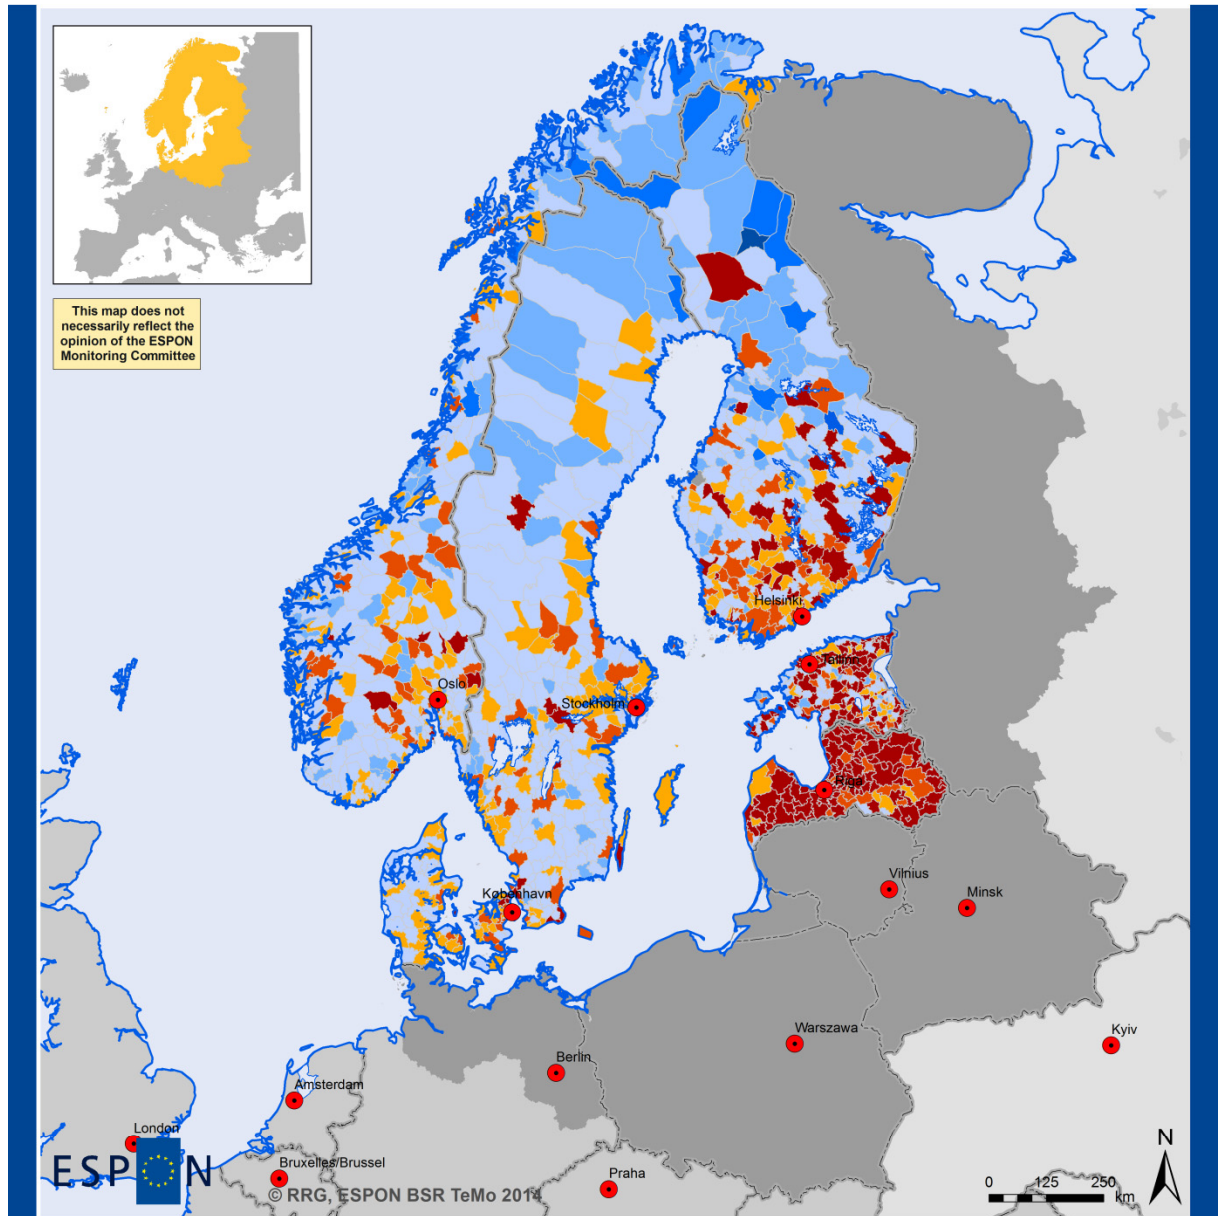 This map does not
necessarily reflect the
opinion of the ESPON
Monitoring Committee
Helsinki
Tallinn
Oslo
Stockholm
Riga
København
Vilnius
Minsk
Warszawa
Kyiv
Berlin
Amsterdam
London
Bruxelles/Brussel
Praha
ESPON
© RRG, ESPON BSR TeMo 2014
N
0 125 250
km